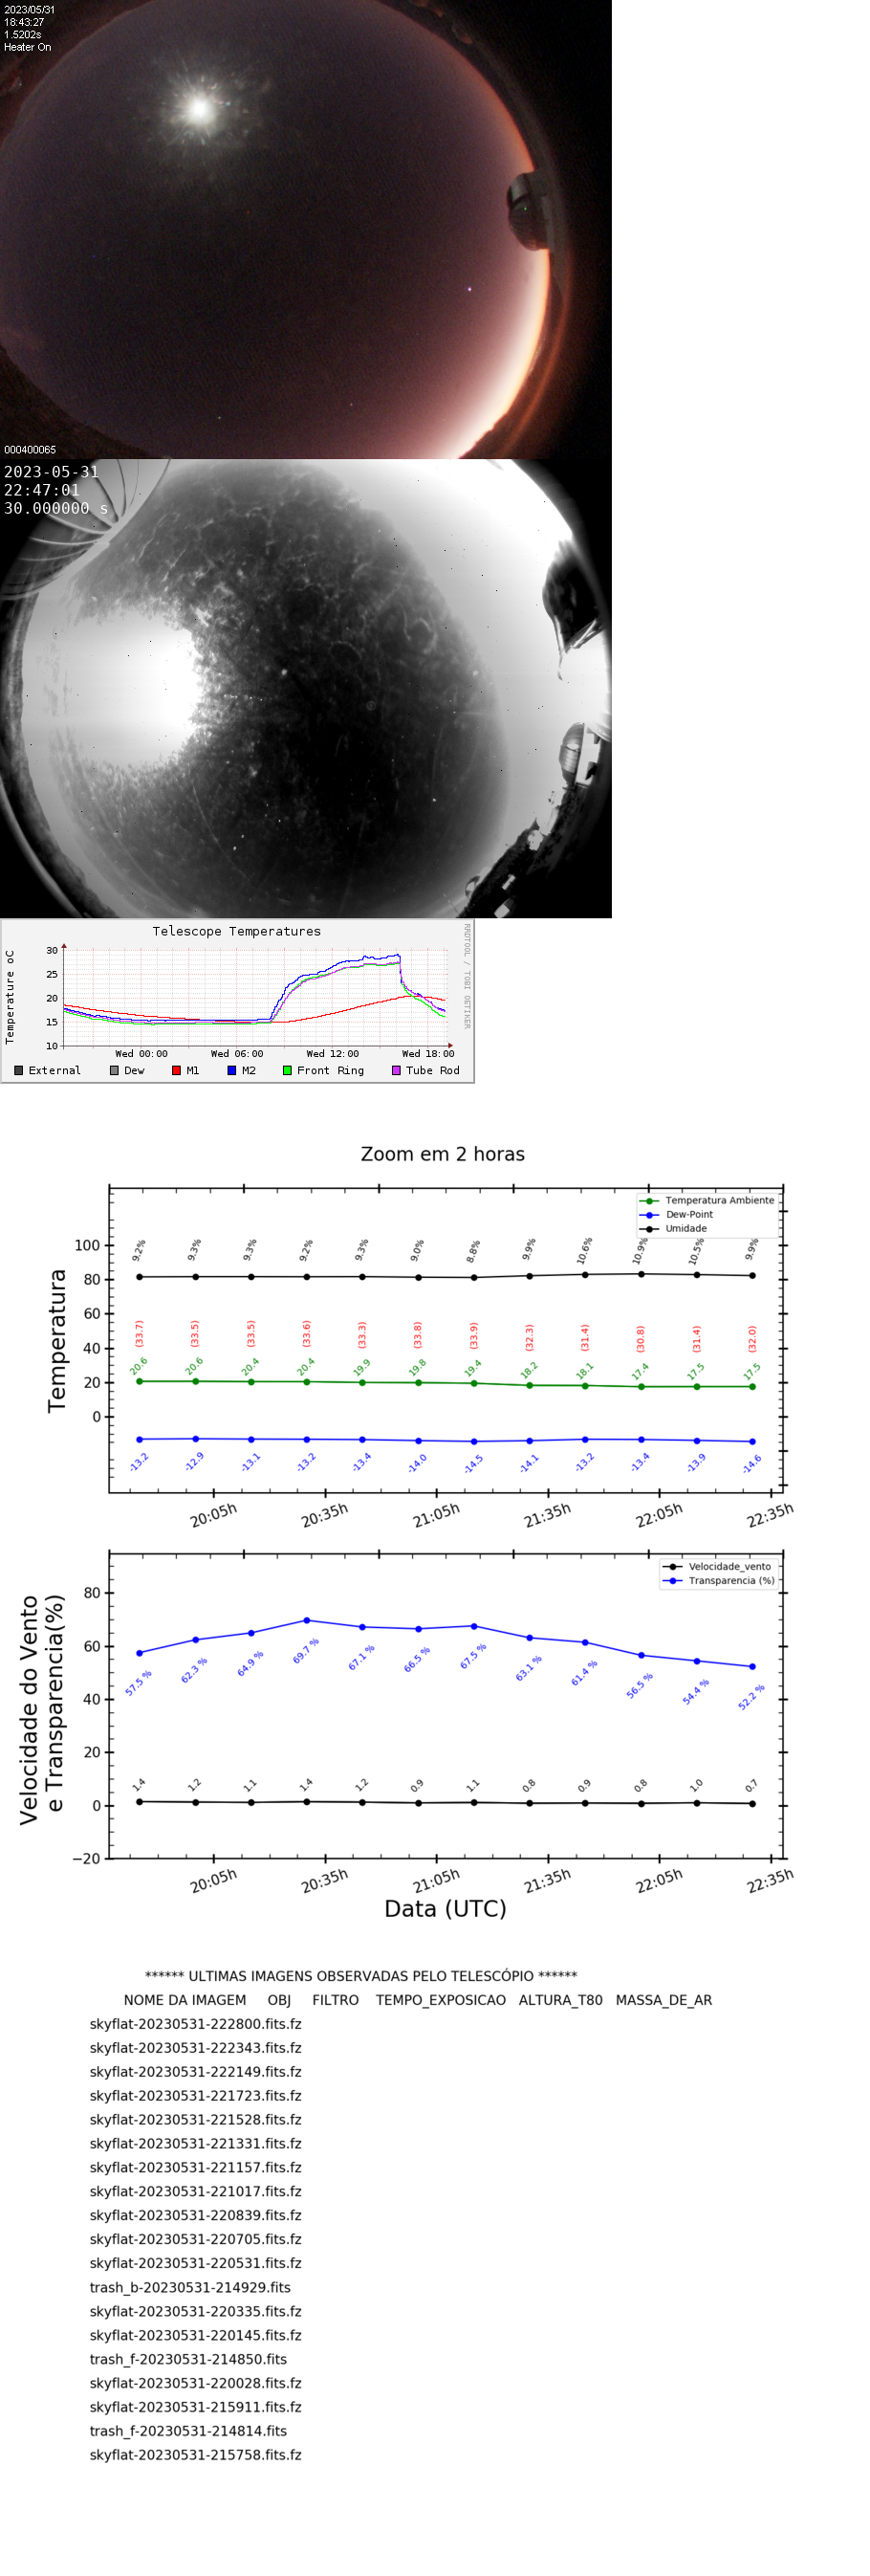 2023/05/31
18:43:27
1.5202s
Heater On
000400065
2023-05-31
22:47:01
30.000000 s
Telescope Temperatures
Temperature oC
30
25
20
15
10
Wed 00:00 Wed 06:00 Wed 12:00 Wed 18:00
External Dew M1 M2 Front Ring Tube Rod
RRDTOOL / TOBI OETIKER
Zoom em 2 horas
Temperatura
Temperatura Ambiente
Dew-Point
Umidade
100
80
60
40
20
0
9.2% 9.3% 9.3% 9.2% 9.3% 9.0% 8.8% 9.9% 10.6% 10.9% 10.5% 9.9%
(33.7) (33.5) (33.5) (33.6) (33.3) (33.8) (33.9) (32.3) (31.4) (30.8) (31.4) (32.0)
20.6 20.6 20.4 20.4 19.9 19.8 19.4 18.2 18.1 17.4 17.5 17.5
-13.2 -12.9 -13.1 -13.2 -13.4 -14.0 -14.5 -14.1 -13.2 -13.4 -13.9 -14.6
20:05h 20:35h 21:05h 21:35h 22:05h 22:35h
Velocidade do Vento
e Transparencia(%)
Velocidade_vento
Transparencia (%)
80
60
40
20
0
−20
57.5 % 62.3 % 64.9 % 69.7 % 67.1 % 66.5 % 67.5 % 63.1 % 61.4 % 56.5 % 54.4 % 52.2 %
1.4 1.2 1.1 1.4 1.2 0.9 1.1 0.8 0.9 0.8 1.0 0.7
20:05h 20:35h 21:05h 21:35h 22:05h 22:35h
Data (UTC)
****** ULTIMAS IMAGENS OBSERVADAS PELO TELESCÓPIO ******
NOME DA IMAGEM OBJ FILTRO TEMPO_EXPOSICAO ALTURA_T80 MASSA_DE_AR
skyflat-20230531-222800.fits.fz
skyflat-20230531-222343.fits.fz
skyflat-20230531-222149.fits.fz
skyflat-20230531-221723.fits.fz
skyflat-20230531-221528.fits.fz
skyflat-20230531-221331.fits.fz
skyflat-20230531-221157.fits.fz
skyflat-20230531-221017.fits.fz
skyflat-20230531-220839.fits.fz
skyflat-20230531-220705.fits.fz
skyflat-20230531-220531.fits.fz
trash_b-20230531-214929.fits
skyflat-20230531-220335.fits.fz
skyflat-20230531-220145.fits.fz
trash_f-20230531-214850.fits
skyflat-20230531-220028.fits.fz
skyflat-20230531-215911.fits.fz
trash_f-20230531-214814.fits
skyflat-20230531-215758.fits.fz